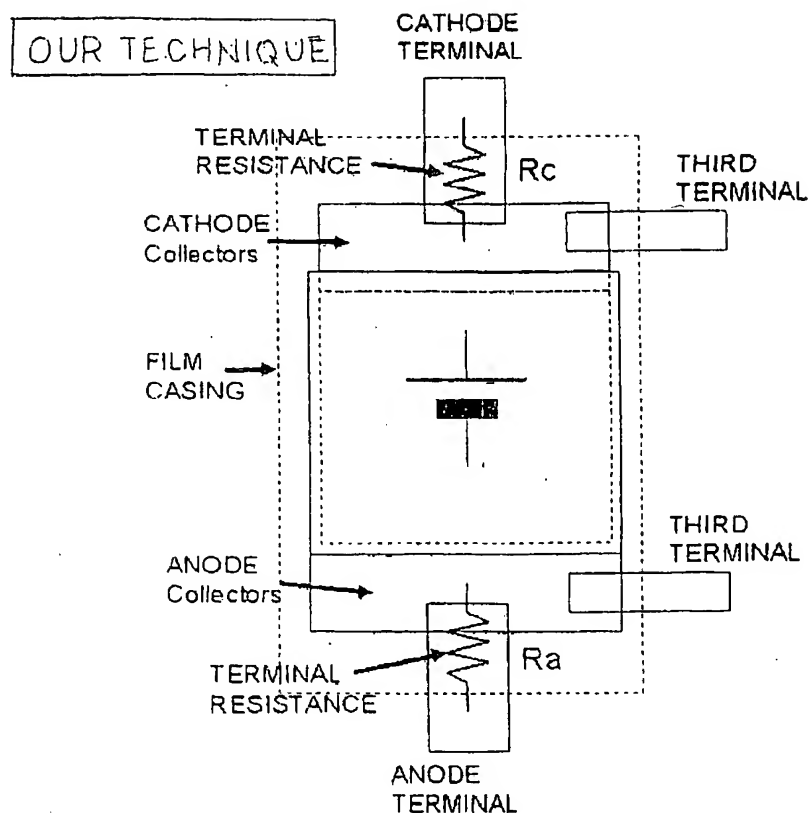 OUR TECHNIQUE
CATHODE
TERMINAL
TERMINAL
RESISTANCE
Rc
THIRD
TERMINAL
CATHODE
Collectors
FILM
CASING
THIRD
TERMINAL
ANODE
Collectors
TERMINAL
RESISTANCE
Ra
ANODE
TERMINAL